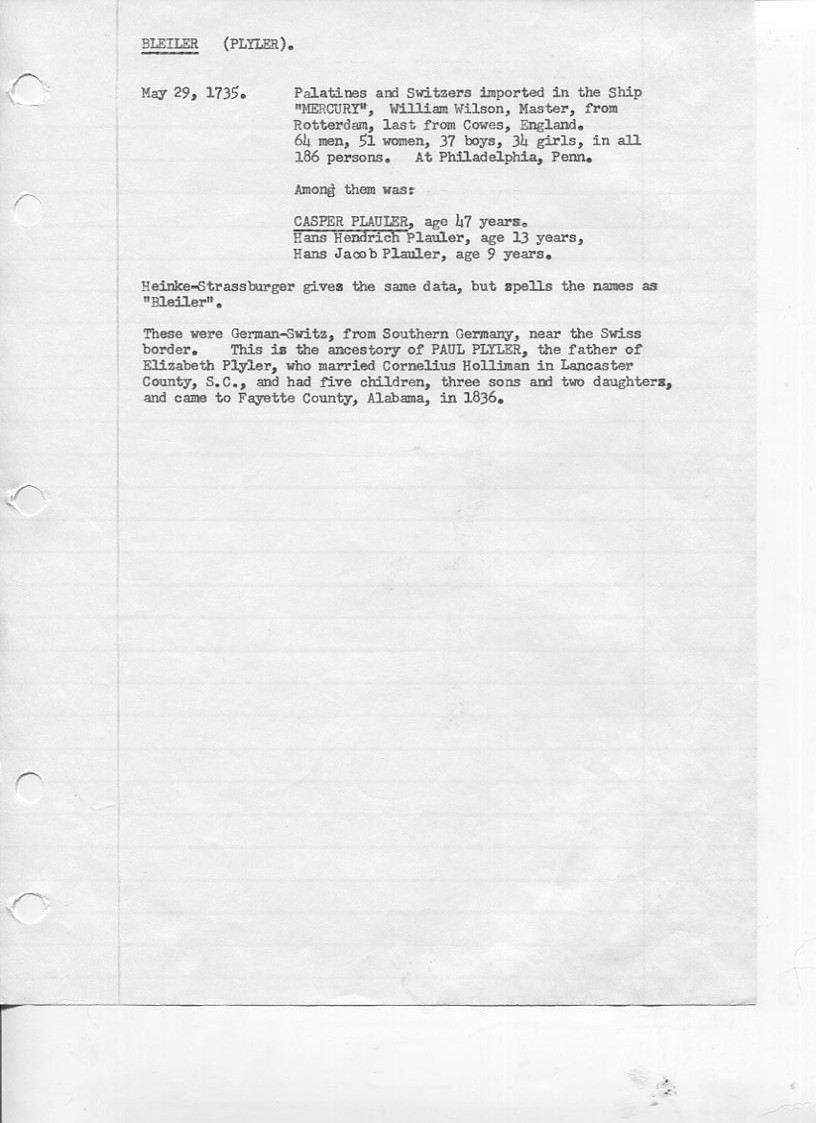 BLEILER (PLYLER).
May 29, 1735. Palatines and Switzers imported in the Ship
"MERCURY", William Wilson, Master, from
Rotterdam, last from Cowes, England.
64 men, 51 women, 37 boys, 34 girls, in all
186 persons. At Philadelphia, Penn.
Among them was:
CASPER PLAULER, age 47 years.
Hans Hendrich Plauler, age 13 years,
Hans Jacob Plauler, age 9 years.
Heinke-Strassburger gives the same data, but spells the names as
"Bleiler".
These were German-Switz, from Southern Germany, near the Swiss
border. This is the ancestory of PAUL PLYLER, the father of
Elizabeth Plyler, who married Cornelius Holliman in Lancaster
County, S.C., and had five children, three sons and two daughters,
and came to Fayette County, Alabama, in 1836.